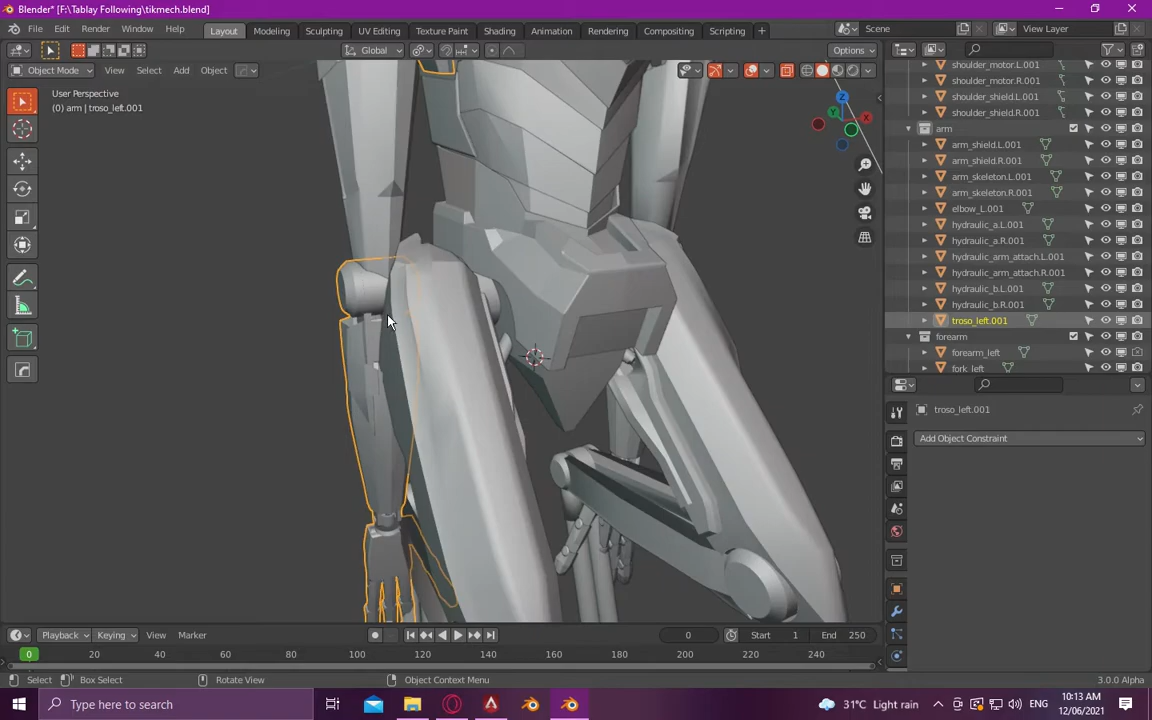 Blender* [F:\Tablay Following\tikmech.blend]
File Edit Render Window Help Layout Modeling Sculpting UV Editing Texture Paint Shading Animation Rendering Compositing Scripting + Scene View Layer
Global Options
Object Mode View Select Add Object
User Perspective
(0) arm | troso_left.001
Z
Y
X
shoulder_motor.L.001
shoulder_motor.R.001
shoulder_shield.L.001
shoulder_shield.R.001
arm
arm_shield.L.001
arm_shield.R.001
arm_skeleton.L.001
arm_skeleton.R.001
elbow_L.001
hydraulic_a.L.001
hydraulic_a.R.001
hydraulic_arm_attach.L.001
hydraulic_arm_attach.R.001
hydraulic_b.L.001
hydraulic_b.R.001
troso_left.001
forearm
forearm_left
fork_left
troso_left.001
Add Object Constraint
Playback Keying View Marker 0 Start 1 End 250
0 20 40 60 80 100 120 140 160 180 200 220 240
Select Box Select Rotate View Object Context Menu 3.0.0 Alpha
Type here to search 31°C Light rain ENG 10:13 AM
12/06/2021